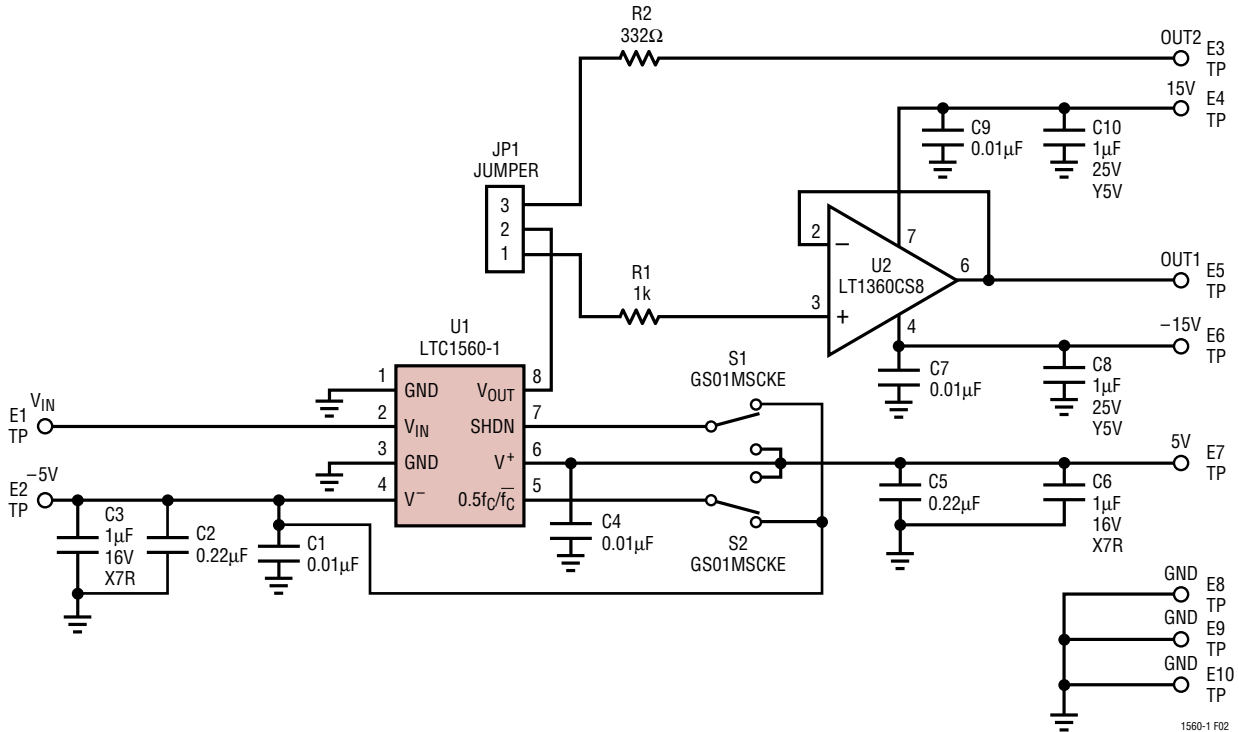 R2
332Ω
OUT2
E3
TP
15V
E4
TP
C9
0.01µF
C10
1µF
25V
Y5V
JP1
JUMPER
3
2
1
2
−
7
U2
LT1360CS8
6
3
+
4
OUT1
E5
TP
R1
1k
−15V
E6
TP
C7
0.01µF
C8
1µF
25V
Y5V
U1
LTC1560-1
1
GND
VOUT
8
2
VIN
SHDN
7
3
GND
V+
6
4
V−
0.5fC/f̅C̅
5
VIN
E1
TP
−5V
E2
TP
C3
1µF
16V
X7R
C2
0.22µF
C1
0.01µF
C4
0.01µF
S1
GS01MSCKE
S2
GS01MSCKE
5V
E7
TP
C5
0.22µF
C6
1µF
16V
X7R
GND
E8
TP
GND
E9
TP
GND
E10
TP
1560-1 F02